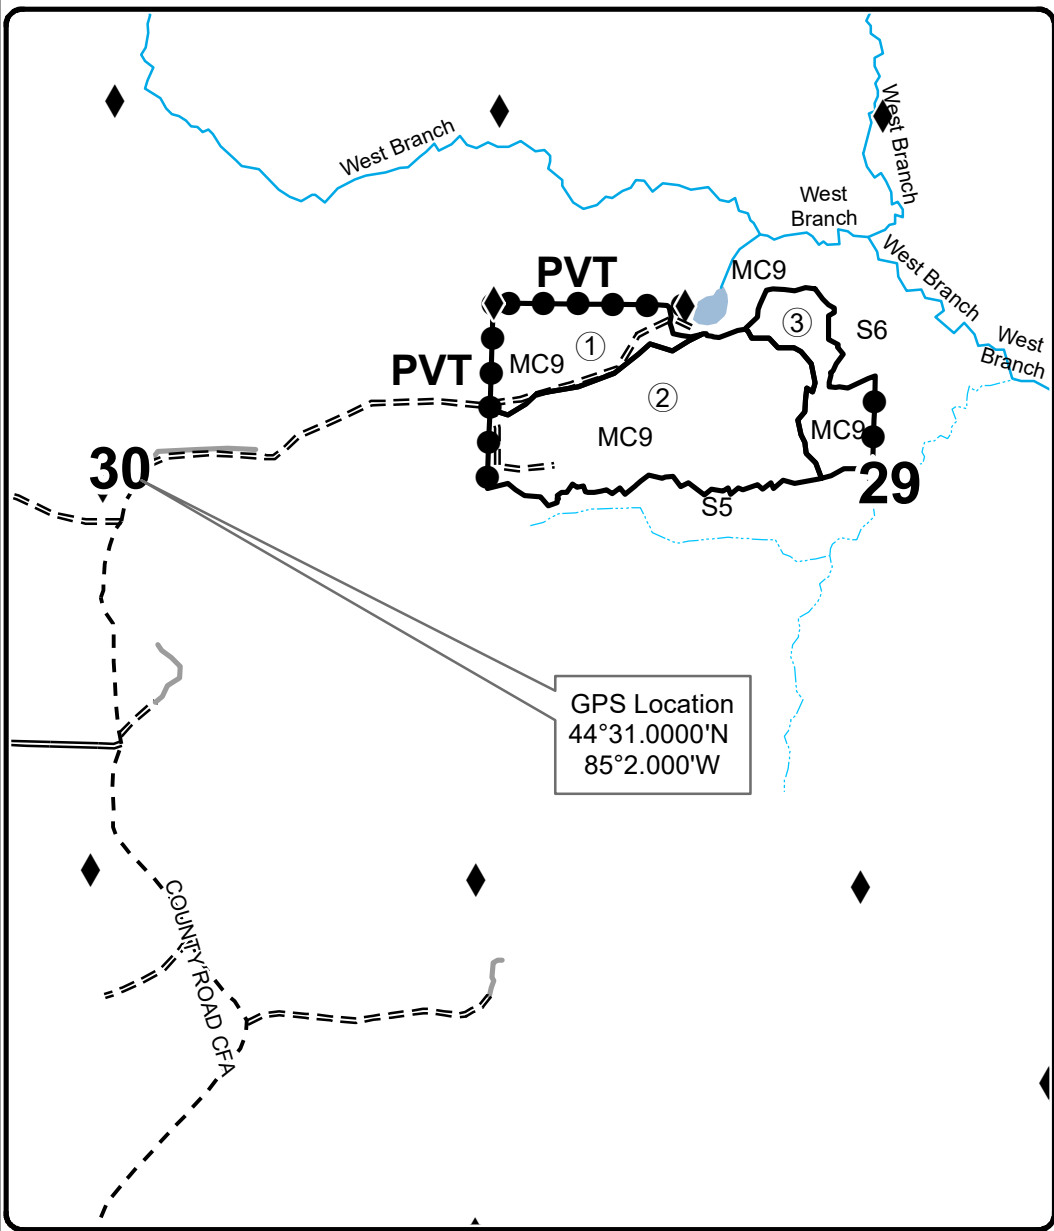 West Branch
West Branch
West
Branch
West Branch
West
Branch
PVT
MC9
③
S6
①
MC9
PVT
②
MC9
MC9
30
29
S5
GPS Location
44°31.0000'N
85°2.000'W
COUNTY ROAD CFA